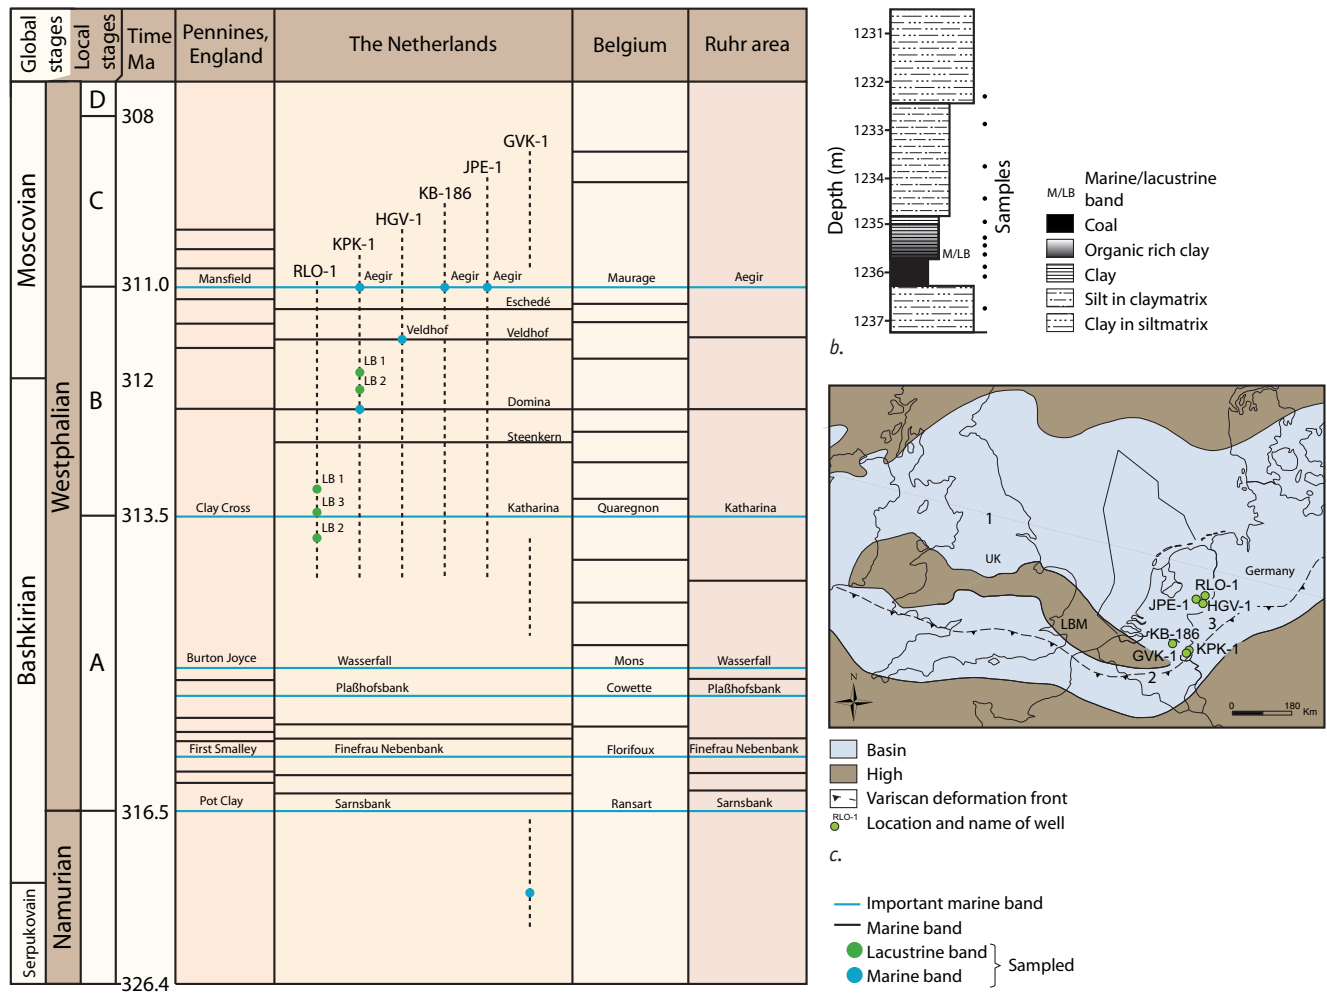 Global
stages
Local
stages
Time
Ma
Pennines,
England
The Netherlands
Belgium
Ruhr area
Moscovian
Bashkirian
Serpukovain
Westphalian
Namurian
D
C
B
A
308
311.0
312
313.5
316.5
326.4
GVK-1
JPE-1
KB-186
HGV-1
KPK-1
RLO-1
Mansfield
Aegir
Aegir
Aegir
Maurage
Aegir
Eschedé
Veldhof
Veldhof
LB 1
LB 2
Domina
Steenkern
LB 1
LB 3
LB 2
Clay Cross
Katharina
Quaregnon
Katharina
Burton Joyce
Wasserfall
Mons
Wasserfall
Plaßhofsbank
Cowette
Plaßhofsbank
First Smalley
Finefrau Nebenbank
Florifoux
Finefrau Nebenbank
Pot Clay
Sarnsbank
Ransart
Sarnsbank
Depth (m)
1231
1232
1233
1234
1235
1236
1237
M/LB
Samples
b.
M/LB
Marine/lacustrine
band
Coal
Organic rich clay
Clay
Silt in claymatrix
Clay in siltmatrix
1
UK
Germany
RLO-1
JPE-1
HGV-1
3
LBM
KB-186
GVK-1
KPK-1
2
N
0
180
Km
Basin
High
Variscan deformation front
RLO-1
Location and name of well
c.
Important marine band
Marine band
Lacustrine band
Marine band
Sampled